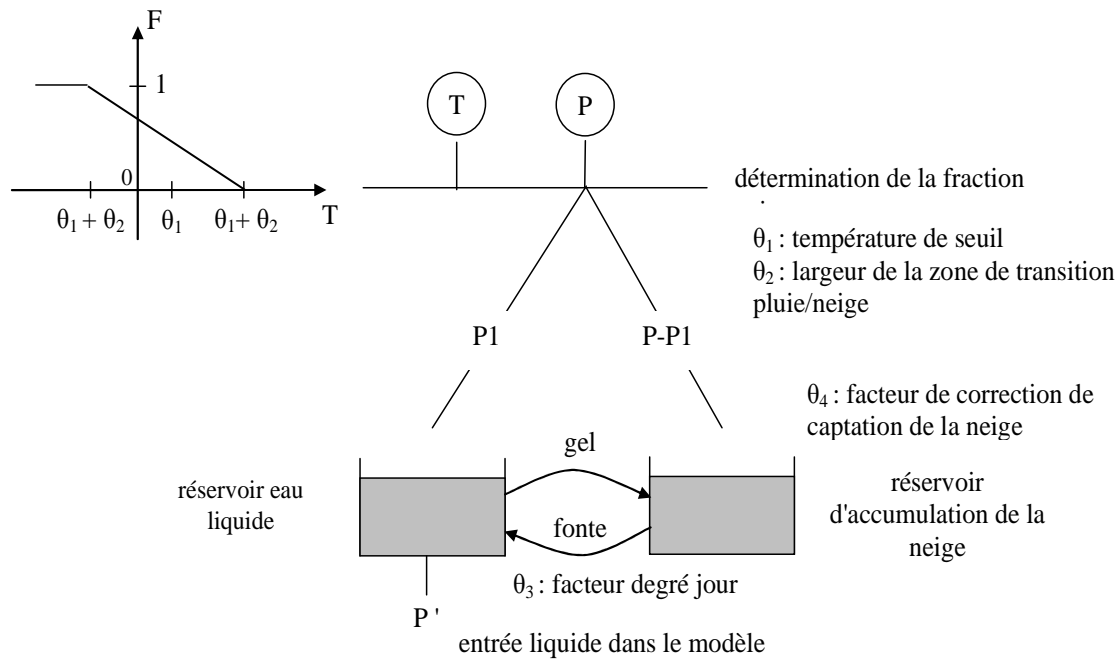 F
1
0
θ1 + θ2
θ1
θ1+ θ2
T
T
P
détermination de la fraction
.
θ1 : température de seuil
θ2 : largeur de la zone de transition
pluie/neige
P1
P-P1
θ4 : facteur de correction de
captation de la neige
gel
fonte
réservoir eau
liquide
réservoir
d'accumulation de la
neige
θ3 : facteur degré jour
P '
entrée liquide dans le modèle